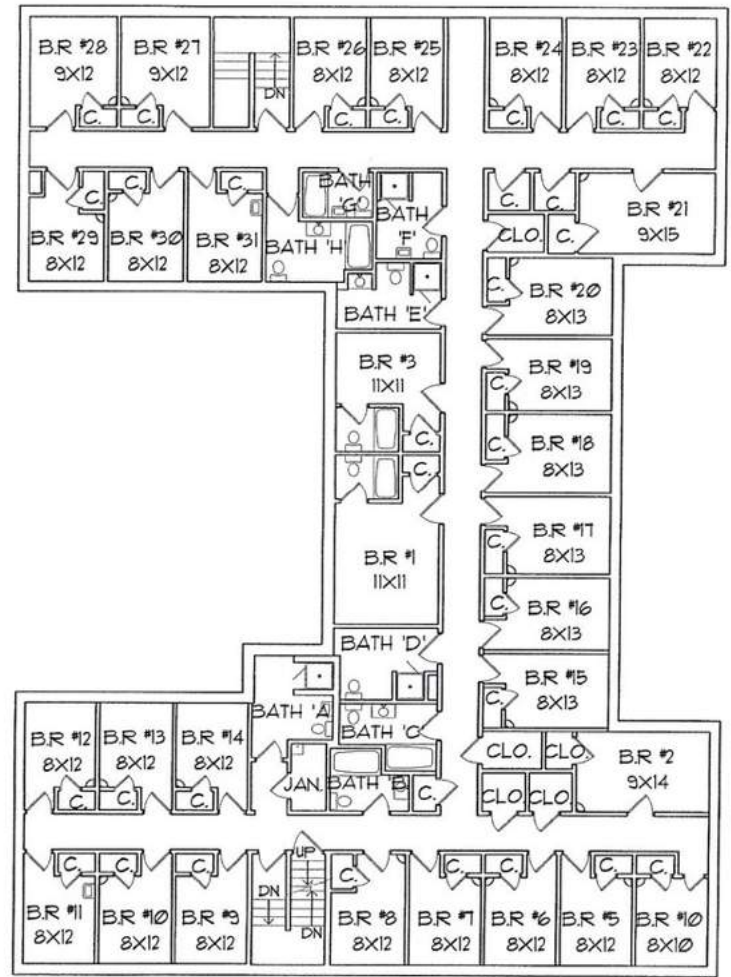 B.R #28
9X12
B.R #27
9X12
B.R #26
8X12
B.R #25
8X12
B.R #24
8X12
B.R #23
8X12
B.R #22
8X12
DN
C.
C.
C.
C.
C.
C.
C.
C.
C.
C.
BATH
'G'
BATH
'F'
C.
C.
B.R #29
8X12
B.R #30
8X12
B.R #31
8X12
BATH 'H'
CLO.
C.
B.R #21
9X15
BATH 'E'
C.
B.R #20
8X13
B.R #3
11X11
C.
B.R #19
8X13
C.
C.
B.R #18
8X13
C.
B.R #1
11X11
C.
B.R #17
8X13
C.
B.R #16
8X13
BATH 'D'
C.
B.R #15
8X13
BATH 'A
BATH 'C
B.R #12
8X12
B.R #13
8X12
B.R #14
8X12
CLO.
CLO.
B.R #2
9X14
C.
C.
C.
JAN.
BATH 'B'
C.
CLO.
CLO.
UP
DN
DN
C.
C.
C.
C.
C.
C.
C.
C.
B.R #11
8X12
B.R #10
8X12
B.R #9
8X12
B.R #8
8X12
B.R #7
8X12
B.R #6
8X12
B.R #5
8X12
B.R #10
8X10